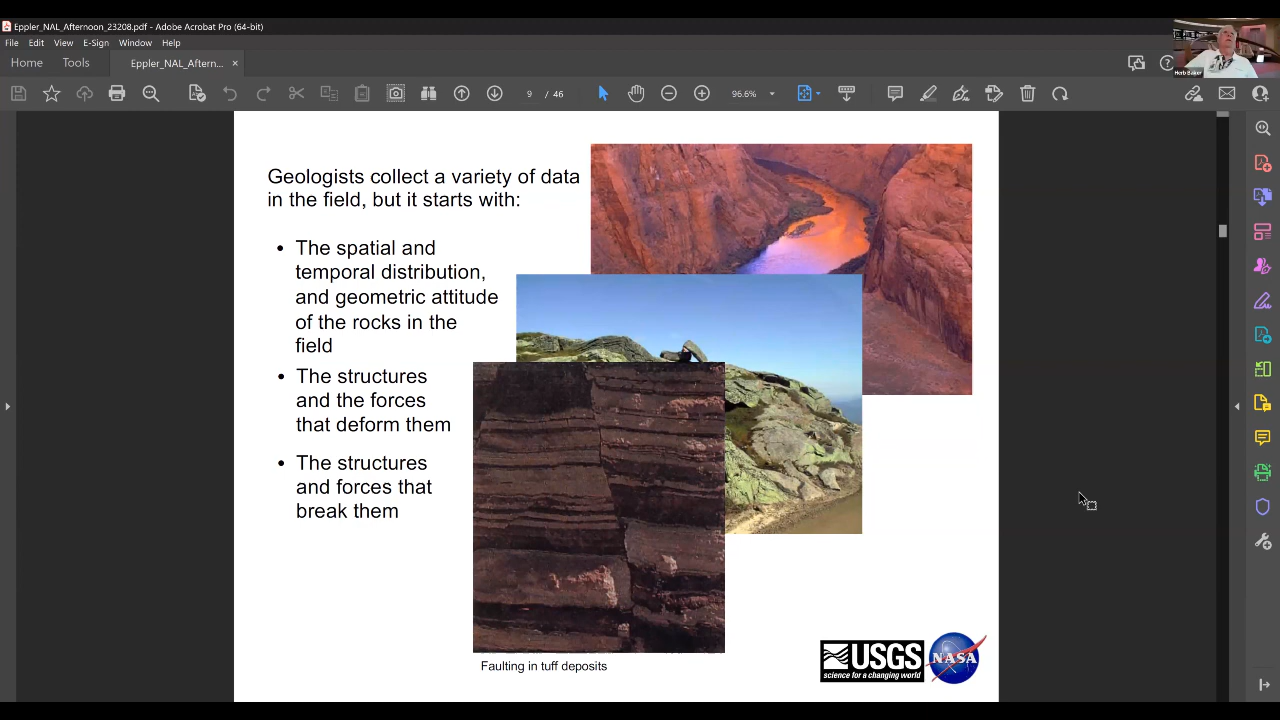 Eppler_NAL_Afternoon_23208.pdf - Adobe Acrobat Pro (64-bit)
File Edit View E-Sign Window Help
Home Tools Eppler_NAL_Aftern... ×
9 / 46 96.6%
Herb Baker
Geologists collect a variety of data
in the field, but it starts with:
• The spatial and
temporal distribution,
and geometric attitude
of the rocks in the
field
• The structures
and the forces
that deform them
• The structures
and forces that
break them
Faulting in tuff deposits
USGS
science for a changing world
NASA